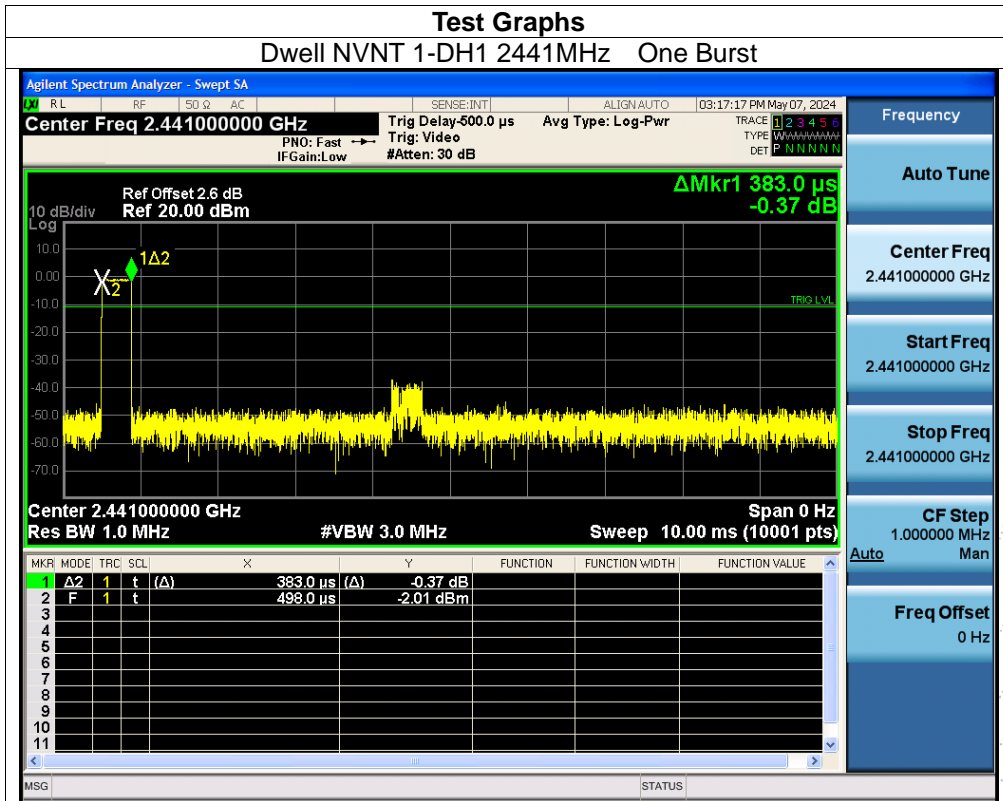 Test Graphs
Dwell NVNT 1-DH1 2441MHz One Burst
Agilent Spectrum Analyzer - Swept SA
LXI RL RF 50 Ω AC SENSE:INT ALIGN AUTO 03:17:17 PM May 07, 2024
Center Freq 2.441000000 GHz
PNO: Fast
IFGain:Low
Trig Delay-500.0 µs
Trig: Video
#Atten: 30 dB
Avg Type: Log-Pwr
TRACE 1 2 3 4 5 6
TYPE WWWWWW
DET P N N N N N
ΔMkr1 383.0 µs
-0.37 dB
Ref Offset 2.6 dB
10 dB/div Ref 20.00 dBm
Log
10.0
0.00
-10.0
-20.0
-30.0
-40.0
-50.0
-60.0
-70.0
1Δ2
X2
TRIG LVL
Center 2.441000000 GHz Span 0 Hz
Res BW 1.0 MHz #VBW 3.0 MHz Sweep 10.00 ms (10001 pts)
MKR MODE TRC SCL X Y FUNCTION FUNCTION WIDTH FUNCTION VALUE
1 Δ2 1 t (Δ) 383.0 µs (Δ) -0.37 dB
2 F 1 t 498.0 µs -2.01 dBm
3
4
5
6
7
8
9
10
11
MSG STATUS
Frequency
Auto Tune
Center Freq
2.441000000 GHz
Start Freq
2.441000000 GHz
Stop Freq
2.441000000 GHz
CF Step
1.000000 MHz
Auto Man
Freq Offset
0 Hz